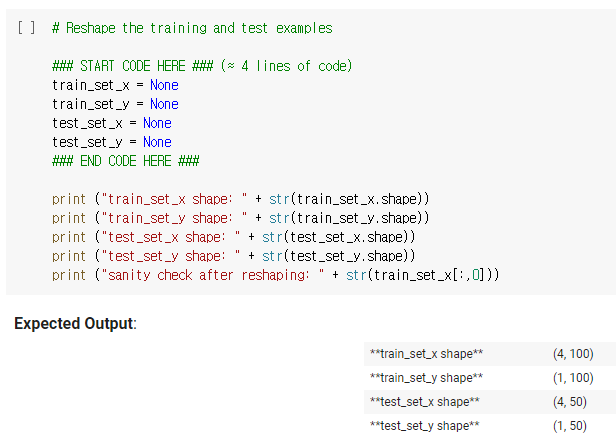 [ ] # Reshape the training and test examples
### START CODE HERE ### (≈ 4 lines of code)
train_set_x = None
train_set_y = None
test_set_x = None
test_set_y = None
### END CODE HERE ###
print ("train_set_x shape: " + str(train_set_x.shape))
print ("train_set_y shape: " + str(train_set_y.shape))
print ("test_set_x shape: " + str(test_set_x.shape))
print ("test_set_y shape: " + str(test_set_y.shape))
print ("sanity check after reshaping: " + str(train_set_x[:,0]))
Expected Output:
**train_set_x shape** (4, 100)
**train_set_y shape** (1, 100)
**test_set_x shape** (4, 50)
**test_set_y shape** (1, 50)